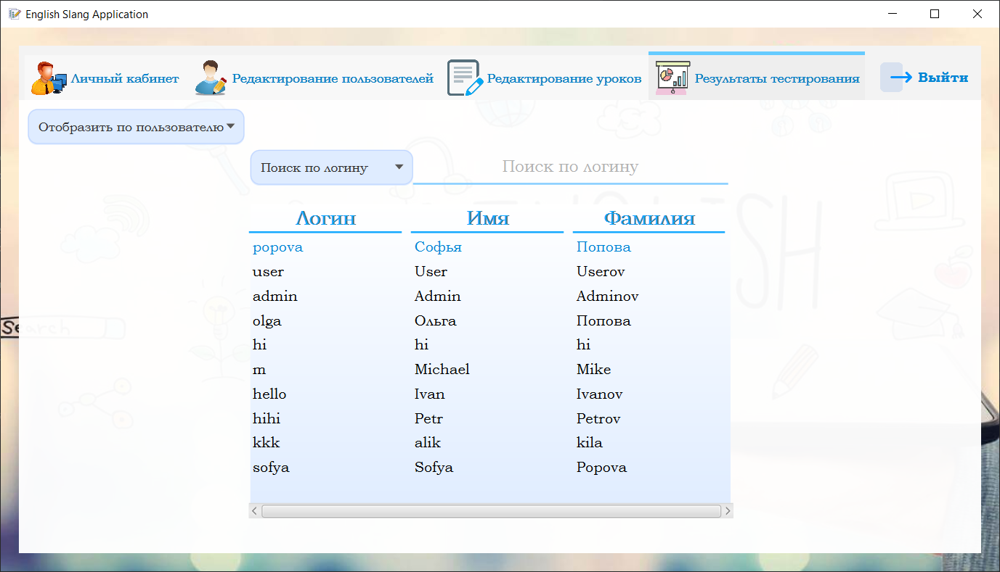 English Slang Application
Личный кабинет Редактирование пользователей Редактирование уроков Результаты тестирования Выйти
Отобразить по пользователю
Поиск по логину Поиск по логину
Логин Имя Фамилия
popova Софья Попова
user User Userov
admin Admin Adminov
olga Ольга Попова
Search
hi hi hi
m Michael Mike
hello Ivan Ivanov
hihi Petr Petrov
kkk alik kila
sofya Sofya Popova